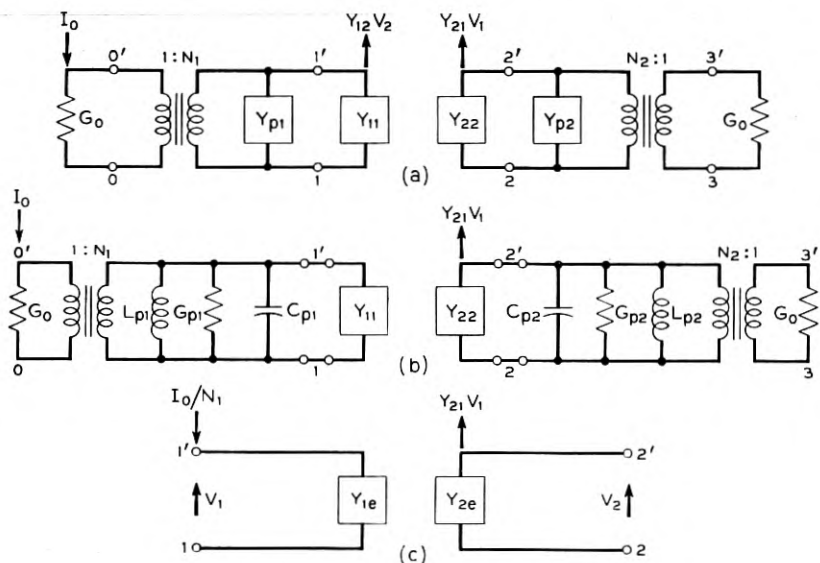 I₀ Y₁₂V₂ Y₂₁V₁
0' 1:N₁ 1' 2' N₂:1 3'
G₀ Yₚ₁ Y₁₁ Y₂₂ Yₚ₂ G₀
0 1 2 3
(a)
I₀ Y₂₁V₁
0' 1:N₁ 1' 2' N₂:1 3'
G₀ Lₚ₁ Gₚ₁ Cₚ₁ Y₁₁ Y₂₂ Cₚ₂ Gₚ₂ Lₚ₂ G₀
0 1 2 3
(b)
I₀/N₁ Y₂₁V₁
1' 2'
V₁ Y₁ₑ Y₂ₑ V₂
1 2
(c)